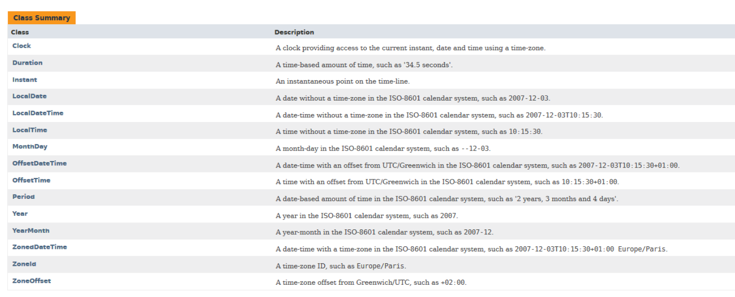 Class Summary
Class Description
Clock A clock providing access to the current instant, date and time using a time-zone.
Duration A time-based amount of time, such as '34.5 seconds'.
Instant An instantaneous point on the time-line.
LocalDate A date without a time-zone in the ISO-8601 calendar system, such as 2007-12-03.
LocalDateTime A date-time without a time-zone in the ISO-8601 calendar system, such as 2007-12-03T10:15:30.
LocalTime A time without a time-zone in the ISO-8601 calendar system, such as 10:15:30.
MonthDay A month-day in the ISO-8601 calendar system, such as --12-03.
OffsetDateTime A date-time with an offset from UTC/Greenwich in the ISO-8601 calendar system, such as 2007-12-03T10:15:30+01:00.
OffsetTime A time with an offset from UTC/Greenwich in the ISO-8601 calendar system, such as 10:15:30+01:00.
Period A date-based amount of time in the ISO-8601 calendar system, such as '2 years, 3 months and 4 days'.
Year A year in the ISO-8601 calendar system, such as 2007.
YearMonth A year-month in the ISO-8601 calendar system, such as 2007-12.
ZonedDateTime A date-time with a time-zone in the ISO-8601 calendar system, such as 2007-12-03T10:15:30+01:00 Europe/Paris.
ZoneId A time-zone ID, such as Europe/Paris.
ZoneOffset A time-zone offset from Greenwich/UTC, such as +02:00.